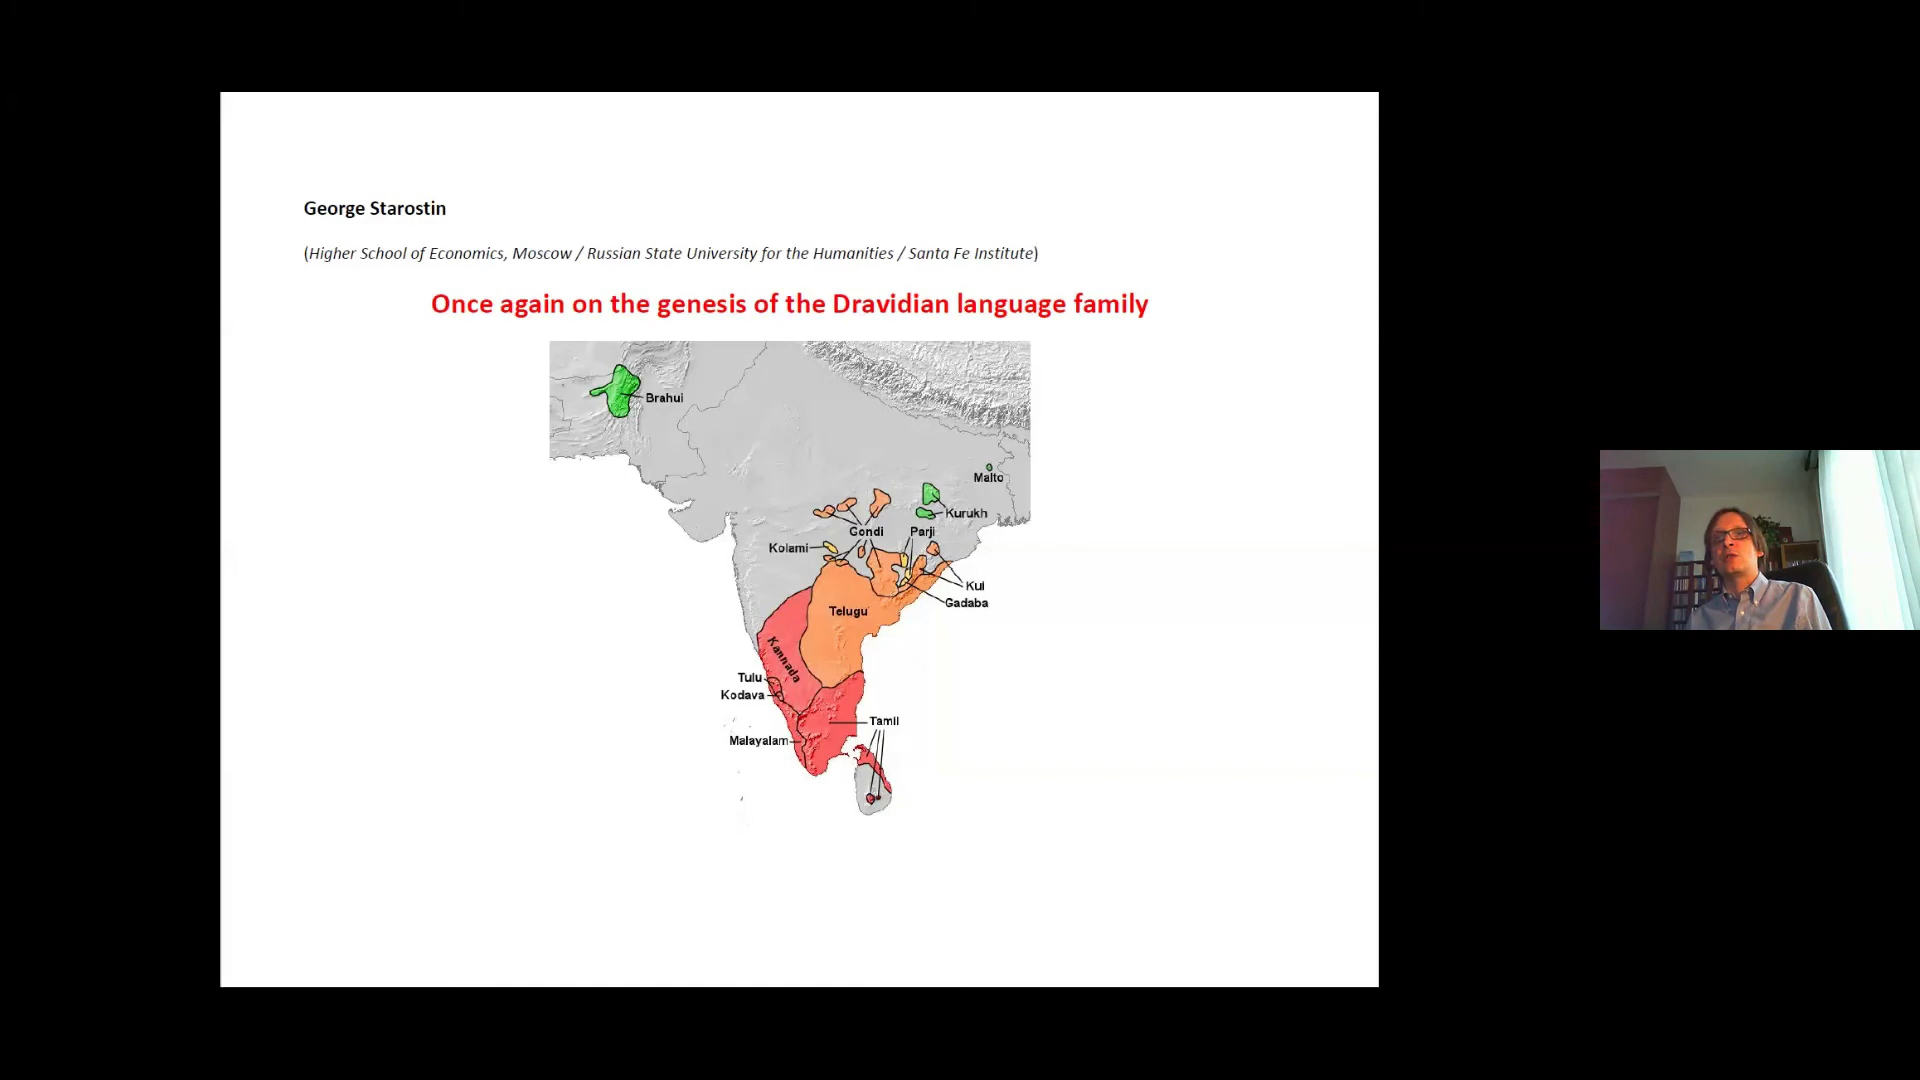 George Starostin
(Higher School of Economics, Moscow / Russian State University for the Humanities / Santa Fe Institute)
Once again on the genesis of the Dravidian language family
Brahui
Malto
Kurukh
Gondi
Parji
Kolami
Kui
Gadaba
Telugu
Kannada
Tulu
Kodava
Tamil
Malayalam